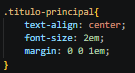 .titulo-principal{
    text-align: center;
    font-size: 2em;
    margin: 0 0 1em;
}